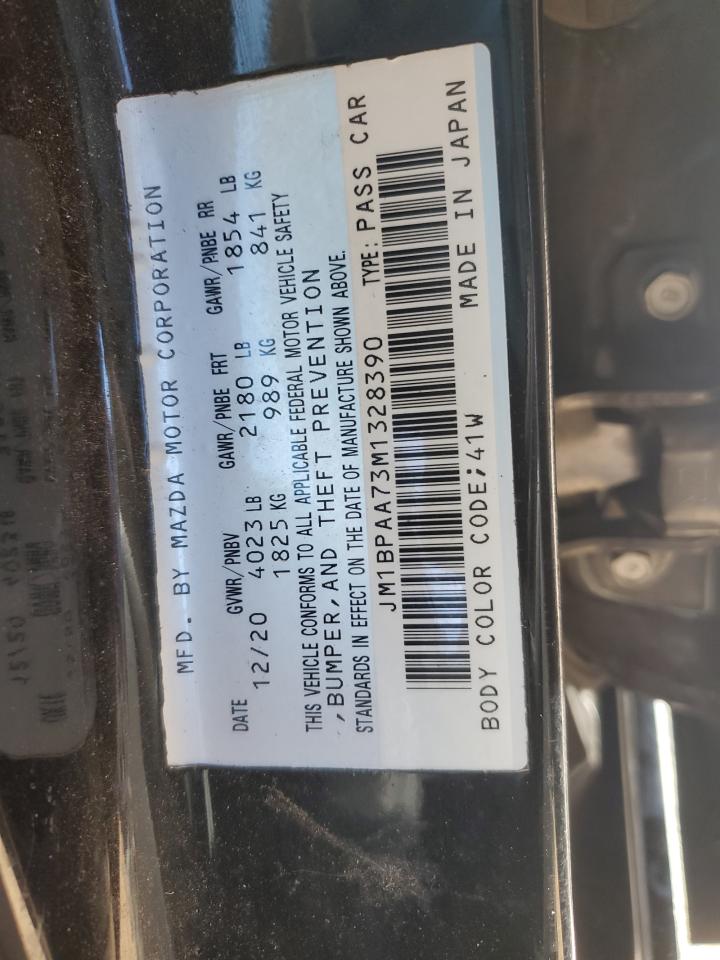 MFD. BY MAZDA MOTOR CORPORATION
DATE GVWR/PNBV GAWR/PNBE FRT GAWR/PNBE RR
12/20 4023 LB 2180 LB 1854 LB
1825 KG 989 KG 841 KG
THIS VEHICLE CONFORMS TO ALL APPLICABLE FEDERAL MOTOR VEHICLE SAFETY
,BUMPER,AND THEFT PREVENTION
STANDARDS IN EFFECT ON THE DATE OF MANUFACTURE SHOWN ABOVE.
JM1BPAA73M1328390 TYPE: PASS CAR
BODY COLOR CODE;41W MADE IN JAPAN